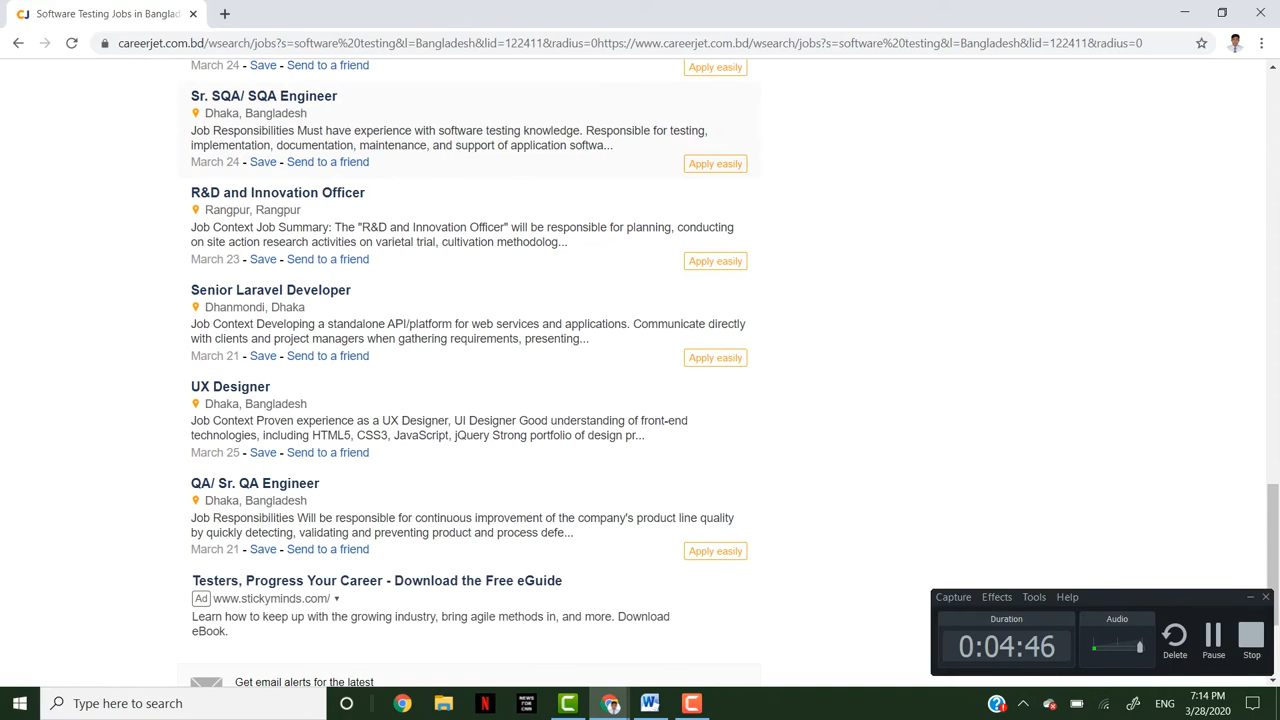 Software Testing Jobs in Banglad
careerjet.com.bd/wsearch/jobs?s=software%20testing&l=Bangladesh&lid=122411&radius=0https://www.careerjet.com.bd/wsearch/jobs?s=software%20testing&l=Bangladesh&lid=122411&radius=0
March 24 - Save - Send to a friend
Apply easily
Sr. SQA/ SQA Engineer
Dhaka, Bangladesh
Job Responsibilities Must have experience with software testing knowledge. Responsible for testing,
implementation, documentation, maintenance, and support of application softwa...
March 24 - Save - Send to a friend
Apply easily
R&D and Innovation Officer
Rangpur, Rangpur
Job Context Job Summary: The "R&D and Innovation Officer" will be responsible for planning, conducting
on site action research activities on varietal trial, cultivation methodolog...
March 23 - Save - Send to a friend
Apply easily
Senior Laravel Developer
Dhanmondi, Dhaka
Job Context Developing a standalone API/platform for web services and applications. Communicate directly
with clients and project managers when gathering requirements, presenting...
March 21 - Save - Send to a friend
Apply easily
UX Designer
Dhaka, Bangladesh
Job Context Proven experience as a UX Designer, UI Designer Good understanding of front-end
technologies, including HTML5, CSS3, JavaScript, jQuery Strong portfolio of design pr...
March 25 - Save - Send to a friend
QA/ Sr. QA Engineer
Dhaka, Bangladesh
Job Responsibilities Will be responsible for continuous improvement of the company's product line quality
by quickly detecting, validating and preventing product and process defe...
March 21 - Save - Send to a friend
Apply easily
Testers, Progress Your Career - Download the Free eGuide
Ad www.stickyminds.com/
Learn how to keep up with the growing industry, bring agile methods in, and more. Download
eBook.
Get email alerts for the latest
Capture Effects Tools Help
Duration
Audio
0:04:46
Delete Pause Stop
Type here to search
NEWS FOR CNN
ENG
7:14 PM
3/28/2020